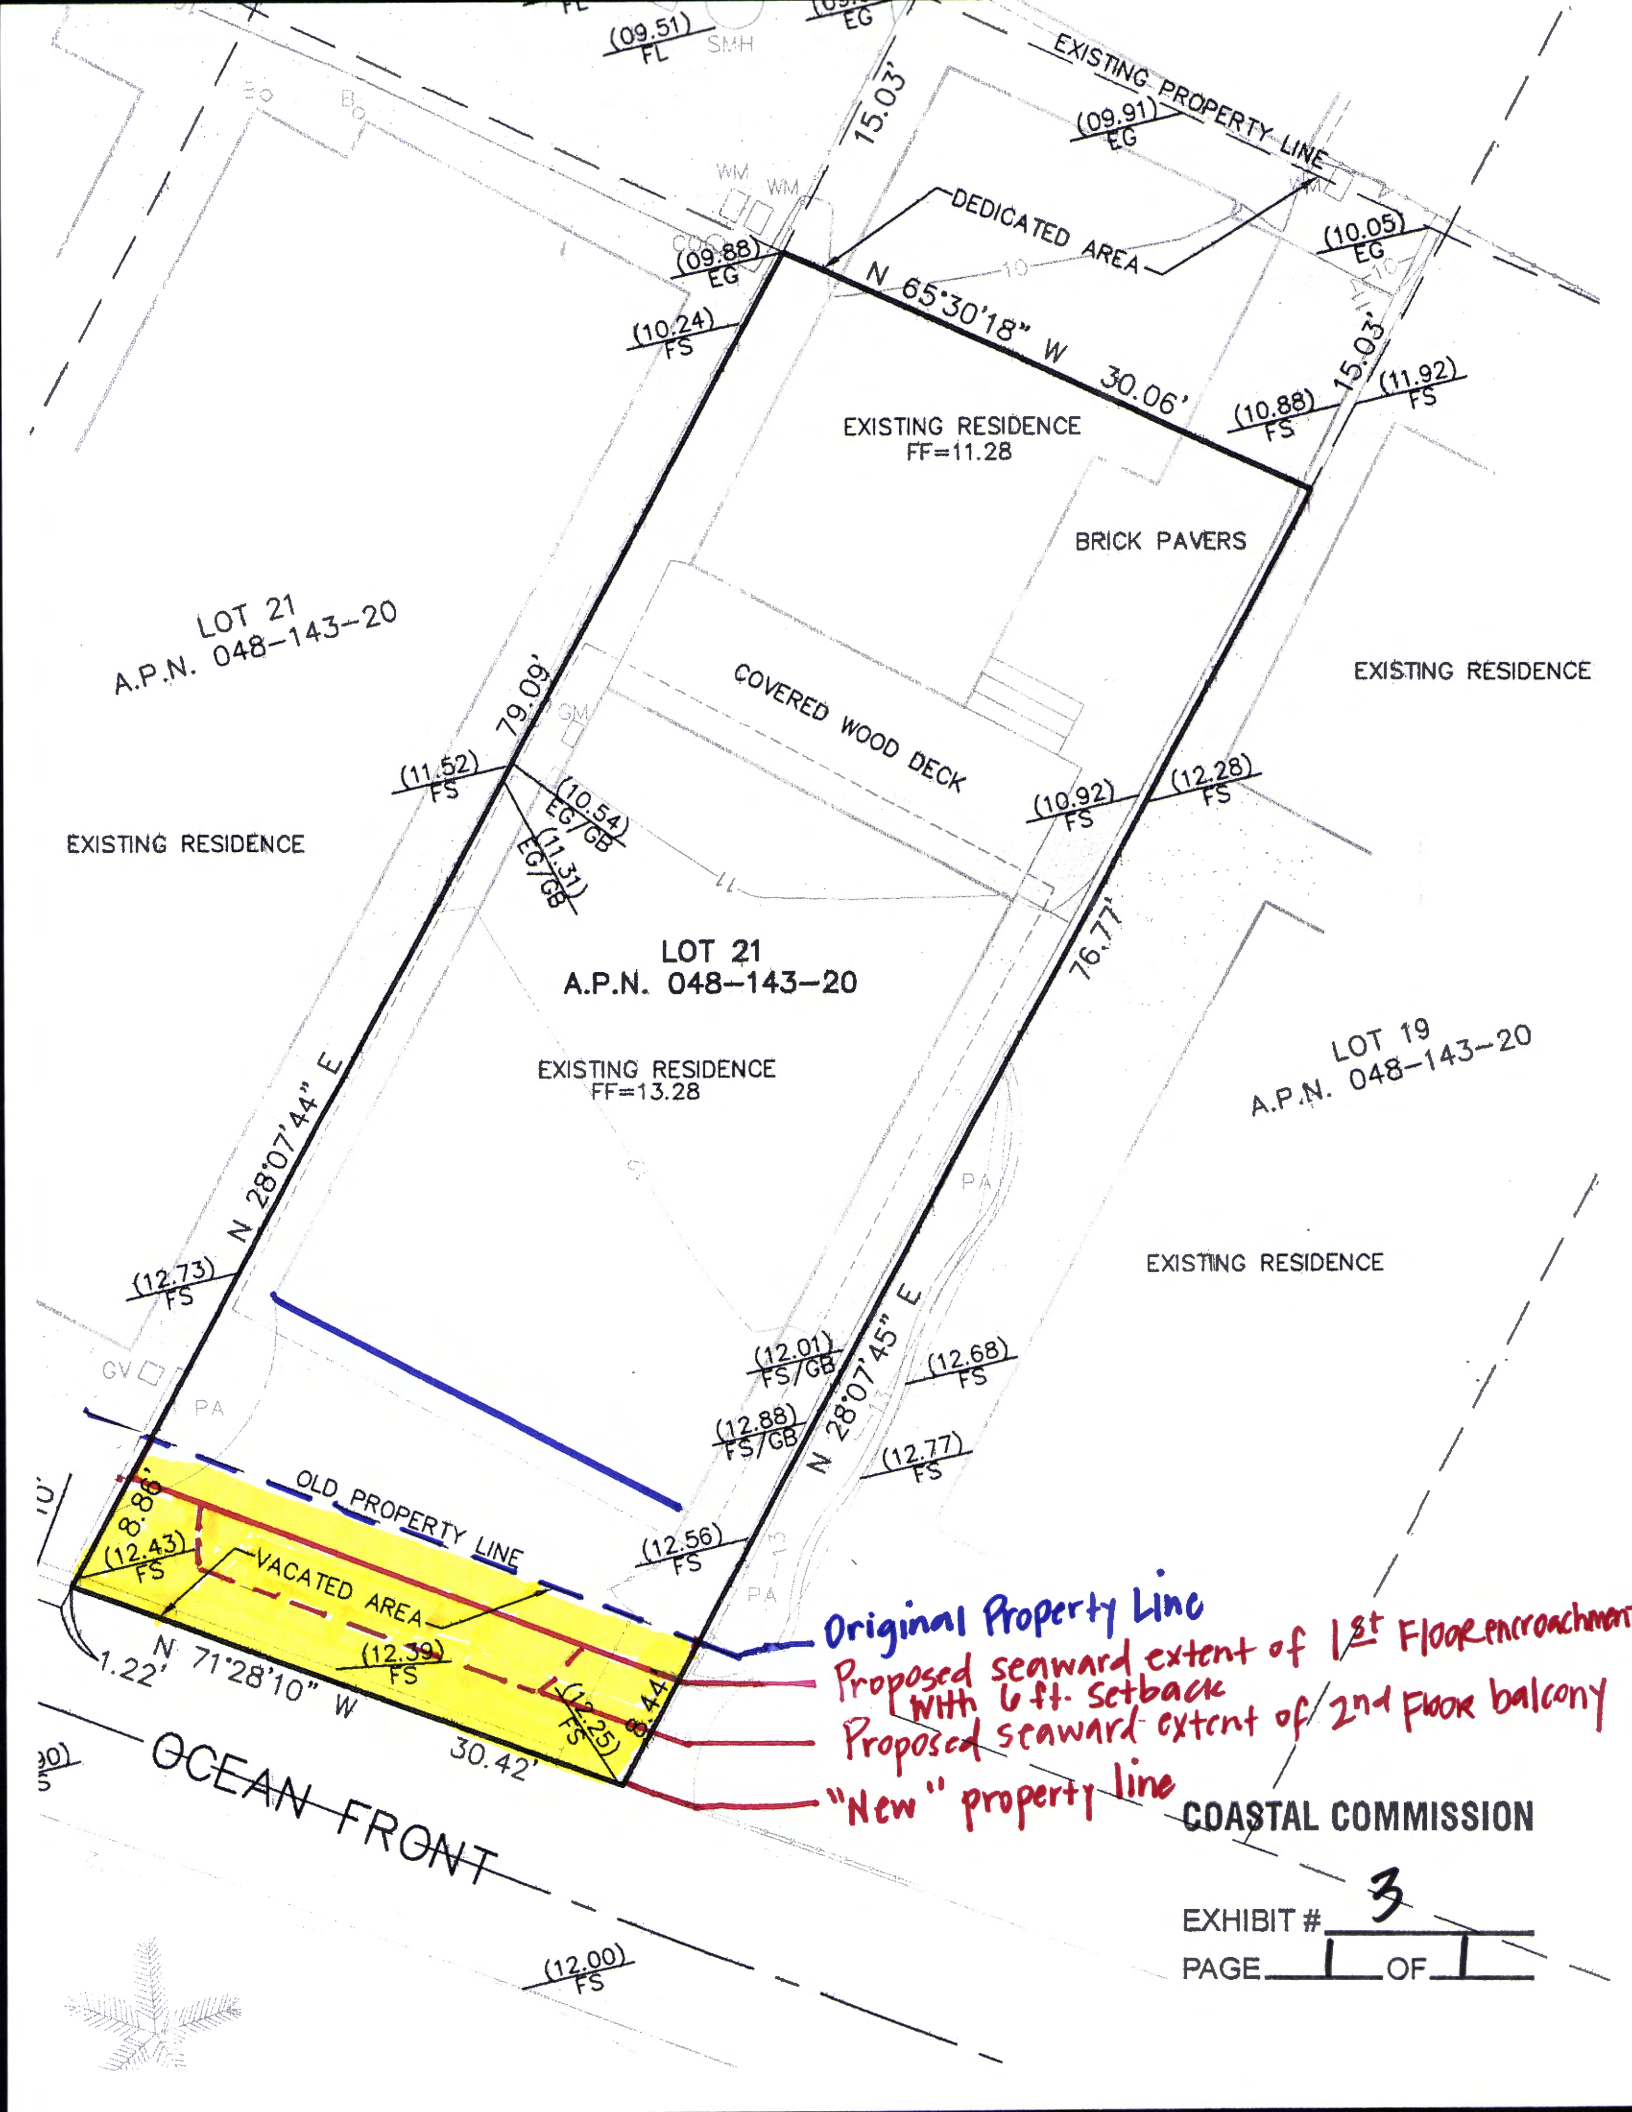 (09.51)
FL
SMH
EG
15.03'
EXISTING PROPERTY LINE
(09.91)
EG
WM
WM
DEDICATED AREA
WM
(10.05)
EG
(09.88)
EG
10
10
N 65°30'18" W 30.06'
(10.24)
FS
15.03'
(11.92)
FS
(10.88)
FS
EXISTING RESIDENCE
FF=11.28
BRICK PAVERS
LOT 21
A.P.N. 048-143-20
79.09'
GM
COVERED WOOD DECK
EXISTING RESIDENCE
(11.52)
FS
(10.54)
EG/GB
(11.31)
EG/GB
(10.92)
FS
(12.28)
FS
EXISTING RESIDENCE
11
76.77'
LOT 21
A.P.N. 048-143-20
EXISTING RESIDENCE
FF=13.28
LOT 19
A.P.N. 048-143-20
N 28°07'44" E
PA
EXISTING RESIDENCE
(12.73)
FS
N 28°07'45" E
(12.01)
FS/GB
(12.68)
FS
GV
PA
(12.88)
FS/GB
13
(12.77)
FS
8.86'
OLD PROPERTY LINE
(12.43)
FS
VACATED AREA
(12.56)
FS
13
PA
Original Property Line
Proposed seaward extent of 1st Floor encroachment
with 6 ft. setback
Proposed seaward extent of 2nd Floor balcony
"New" property line
1.22'
N 71°28'10" W 30.42'
(12.39)
FS
(12.25)
FS
8.44'
OCEAN FRONT
(12.00)
FS
COASTAL COMMISSION
EXHIBIT # 3
PAGE 1 OF 1